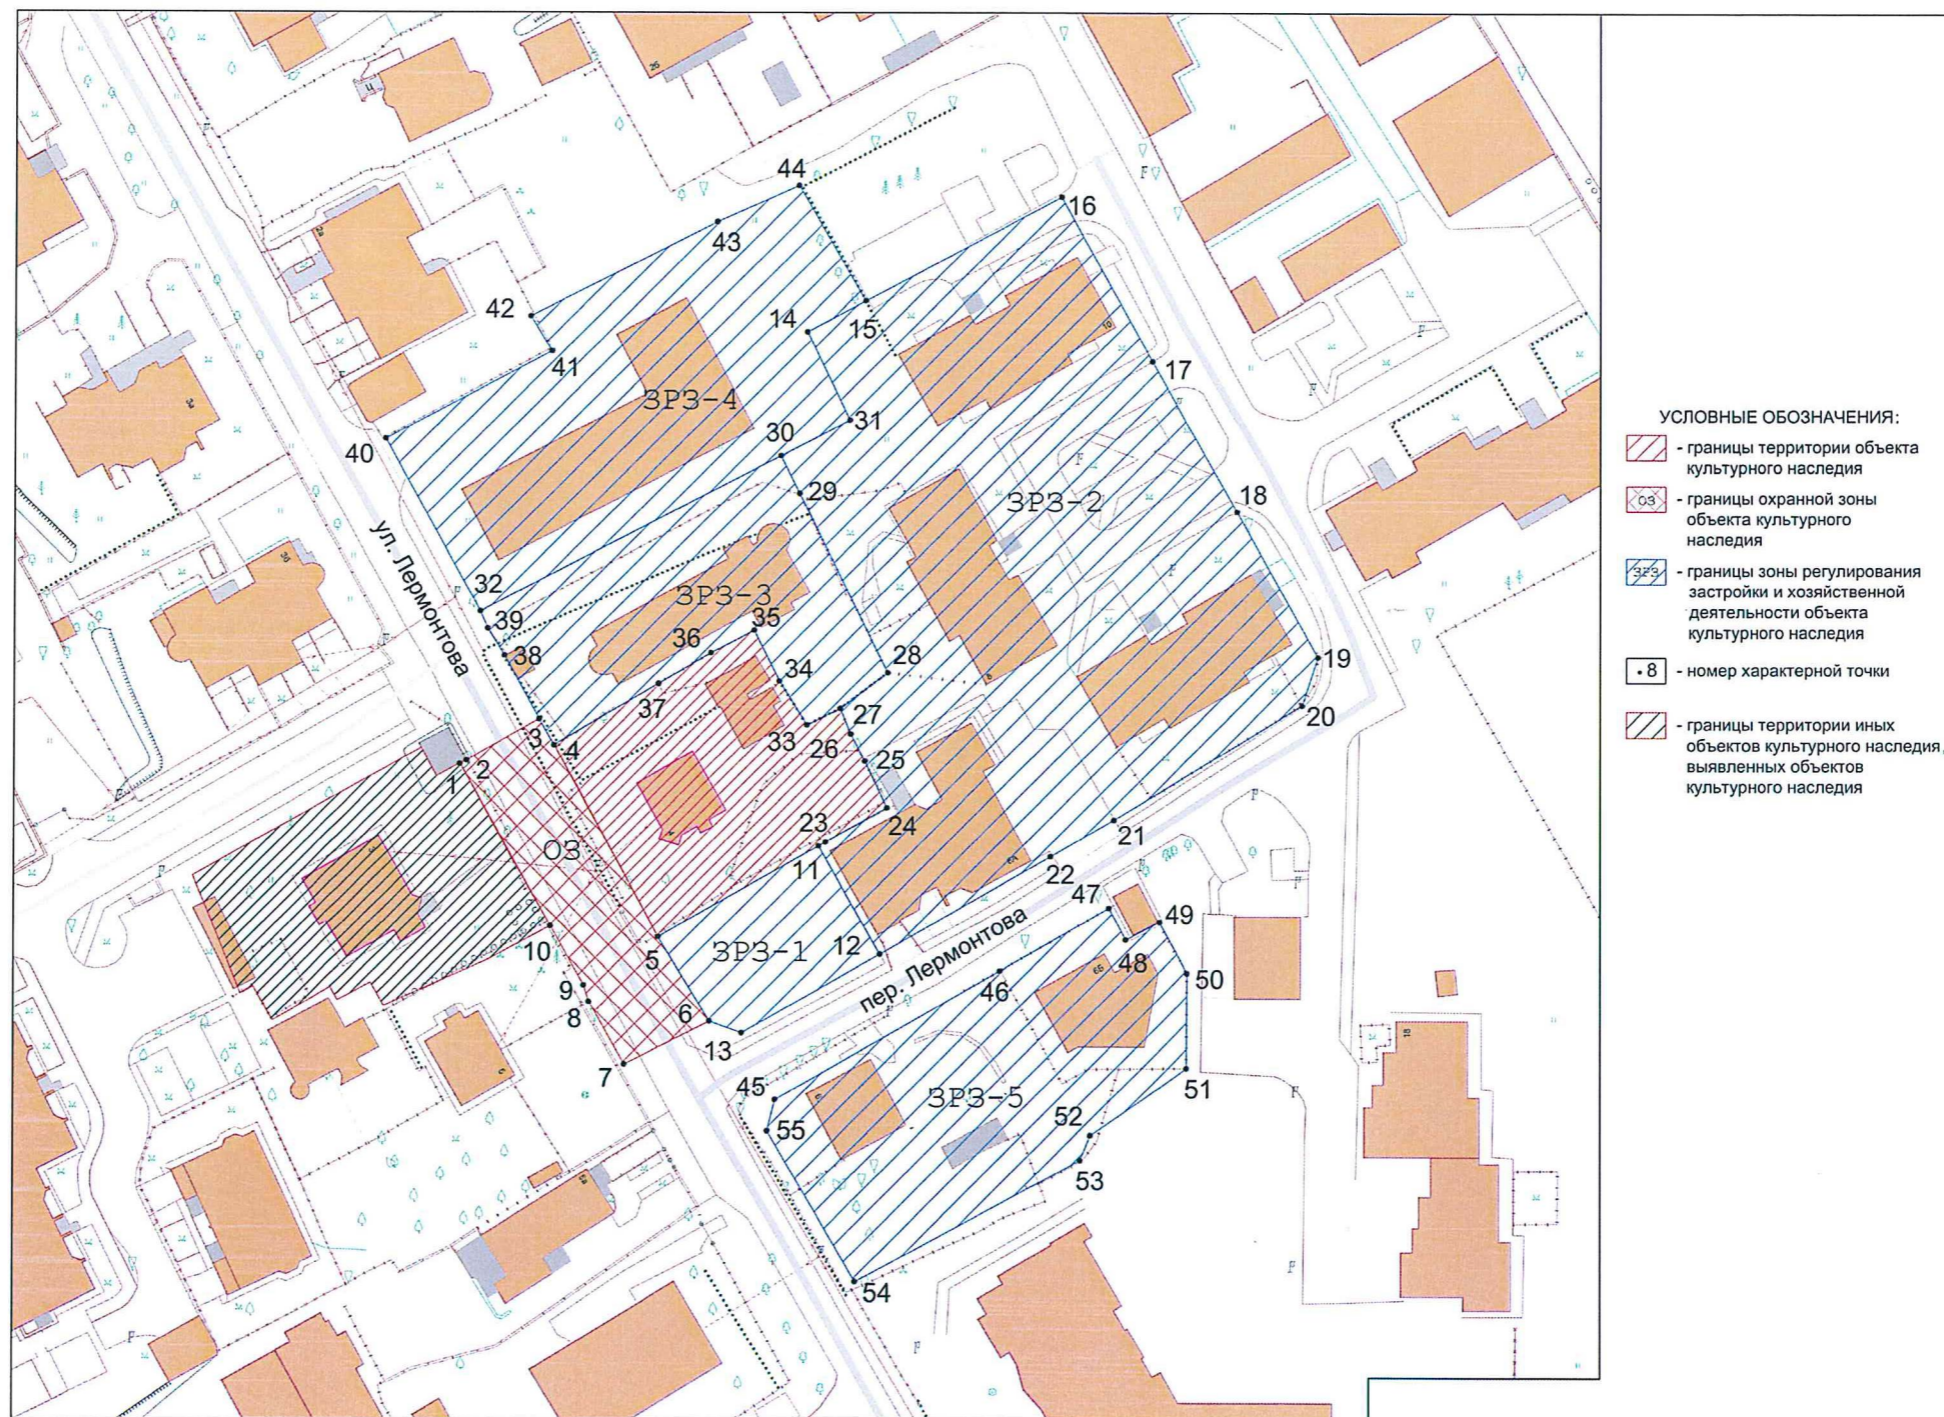 44
16
43
42
14
15
41
17
ЗРЗ-4
31
30
40
29
ЗРЗ-2
18
ул. Лермонтова
32
ЗРЗ-3
39
35
36
38
19
28
34
37
20
27
3
4
33
26
25
2
1
23
24
21
ОЗ
11
22
47
49
10
5
ЗРЗ-1
12
48
пер. Лермонтова
50
9
46
8
6
13
7
45
ЗРЗ-5
51
52
55
53
54
УСЛОВНЫЕ ОБОЗНАЧЕНИЯ:
- границы территории объекта
культурного наследия
ОЗ - границы охранной зоны
объекта культурного
наследия
ЗРЗ - границы зоны регулирования
застройки и хозяйственной
деятельности объекта
культурного наследия
• 8 - номер характерной точки
- границы территории иных
объектов культурного наследия,
выявленных объектов
культурного наследия